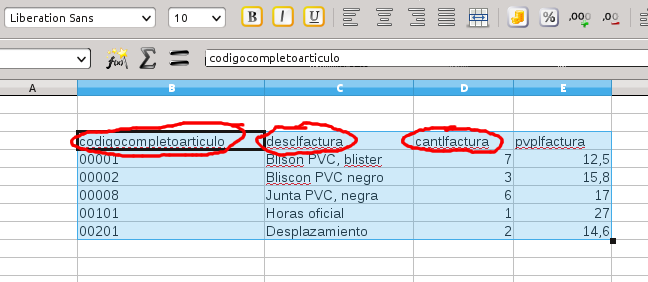 Liberation Sans 10 B I U % ,000 ,00
f(x) Σ = codigocompletoarticulo
A B C D E
codigocompletoarticulo desclfactura cantlfactura pvplfactura
00001 Blison PVC, blister 7 12,5
00002 Bliscon PVC negro 3 15,8
00008 Junta PVC, negra 6 17
00101 Horas oficial 1 27
00201 Desplazamiento 2 14,6